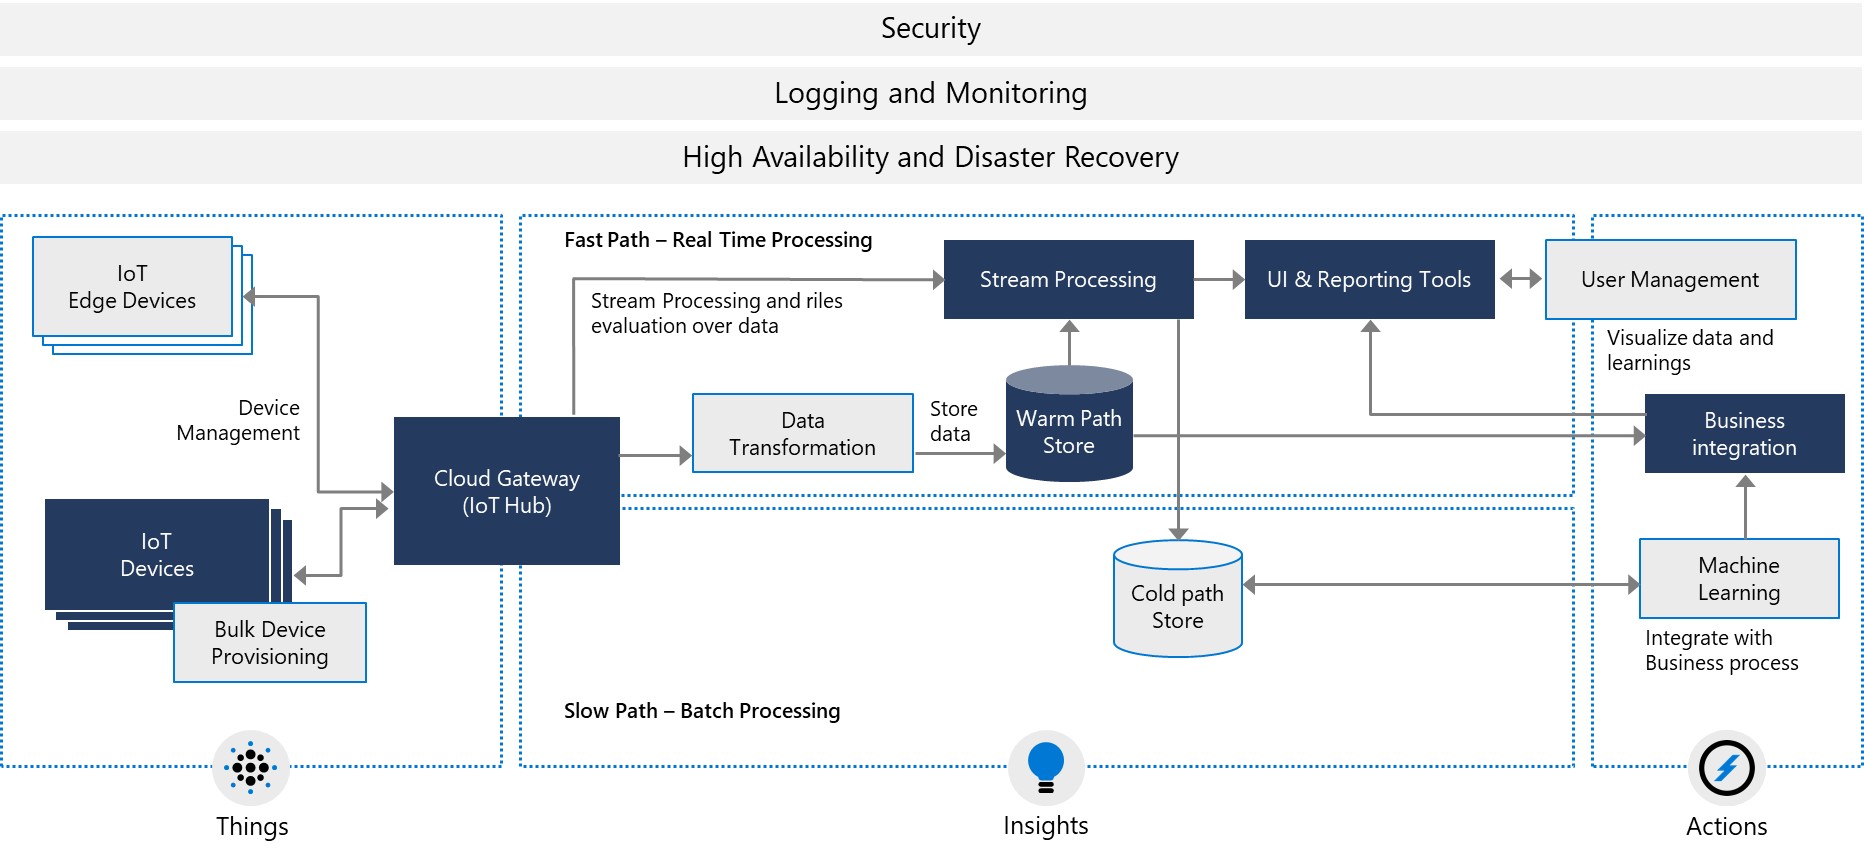 Security
Logging and Monitoring
High Availability and Disaster Recovery
IoT
Edge Devices
Device
Management
IoT
Devices
Bulk Device
Provisioning
Cloud Gateway
(IoT Hub)
Things
Fast Path – Real Time Processing
Stream Processing and riles
evaluation over data
Stream Processing
UI & Reporting Tools
Data
Transformation
Store
data
Warm Path
Store
Cold path
Store
Slow Path – Batch Processing
Insights
User Management
Visualize data and
learnings
Business
integration
Machine
Learning
Integrate with
Business process
Actions